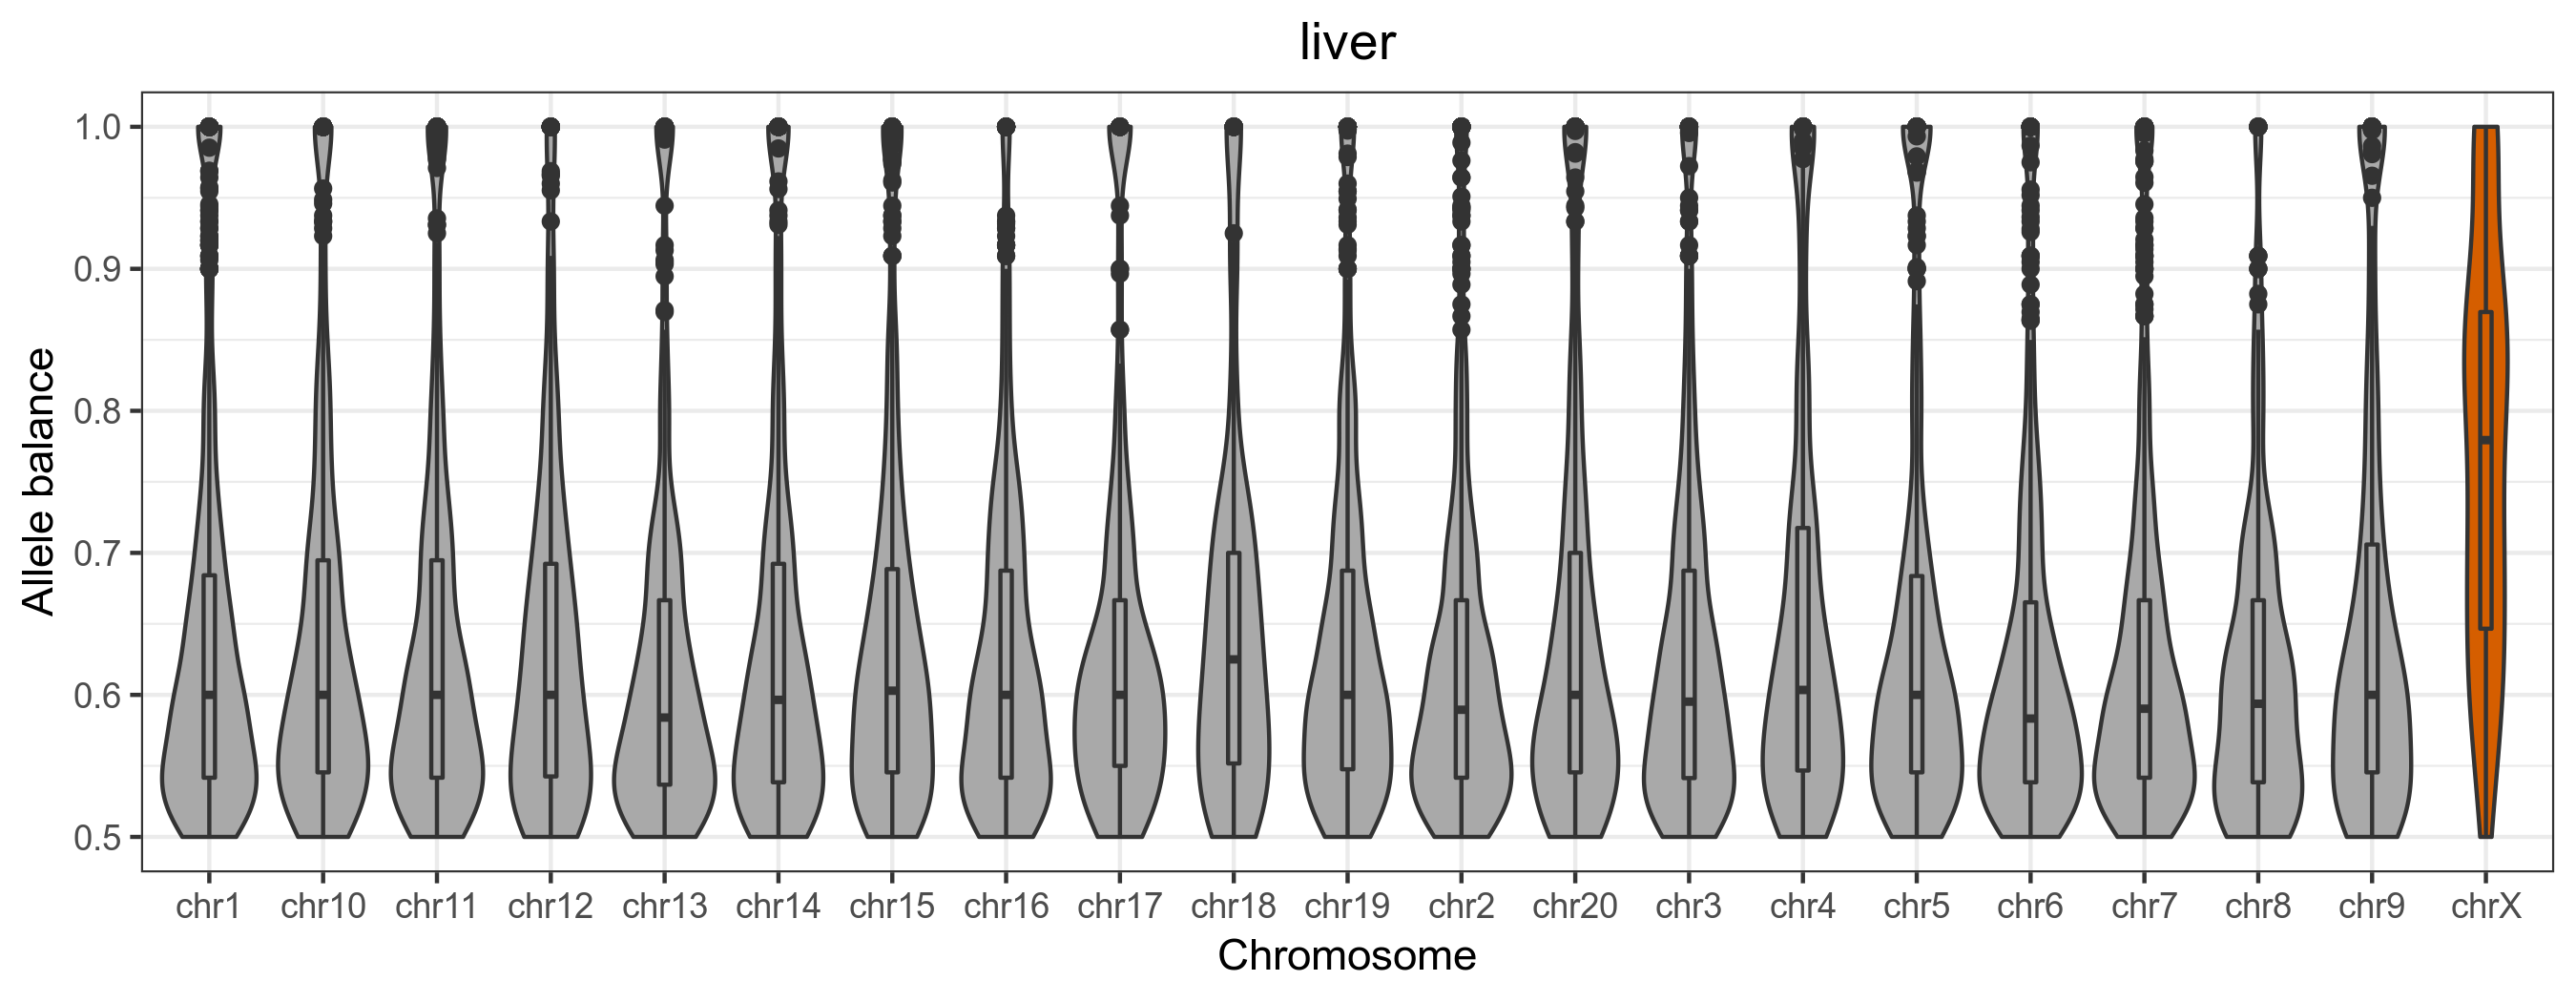 liver
Allele balance
1.0
0.9
0.8
0.7
0.6
0.5
chr1 chr10 chr11 chr12 chr13 chr14 chr15 chr16 chr17 chr18 chr19 chr2 chr20 chr3 chr4 chr5 chr6 chr7 chr8 chr9 chrX
Chromosome